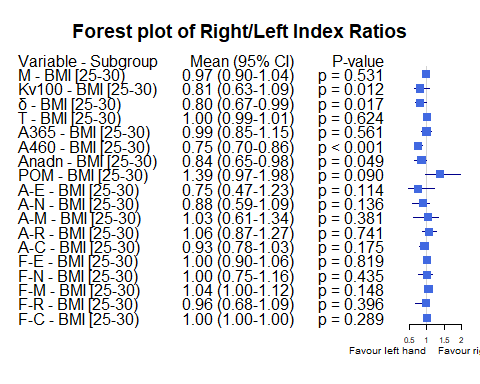 Forest plot of Right/Left Index Ratios
Variable - Subgroup Mean (95% CI) P-value
M - BMI [25-30) 0.97 (0.90-1.04) p = 0.531
Kv100 - BMI [25-30) 0.81 (0.63-1.09) p = 0.012
δ - BMI [25-30) 0.80 (0.67-0.99) p = 0.017
T - BMI [25-30) 1.00 (0.99-1.01) p = 0.624
A365 - BMI [25-30) 0.99 (0.85-1.15) p = 0.561
A460 - BMI [25-30) 0.75 (0.70-0.86) p < 0.001
Anadn - BMI [25-30) 0.84 (0.65-0.98) p = 0.049
POM - BMI [25-30) 1.39 (0.97-1.98) p = 0.090
A-E - BMI [25-30) 0.75 (0.47-1.23) p = 0.114
A-N - BMI [25-30) 0.88 (0.59-1.09) p = 0.136
A-M - BMI [25-30) 1.03 (0.61-1.34) p = 0.381
A-R - BMI [25-30) 1.06 (0.87-1.27) p = 0.741
A-C - BMI [25-30) 0.93 (0.78-1.03) p = 0.175
F-E - BMI [25-30) 1.00 (0.90-1.06) p = 0.819
F-N - BMI [25-30) 1.00 (0.75-1.16) p = 0.435
F-M - BMI [25-30) 1.04 (1.00-1.12) p = 0.148
F-R - BMI [25-30) 0.96 (0.68-1.09) p = 0.396
F-C - BMI [25-30) 1.00 (1.00-1.00) p = 0.289
0.5 1 1.5 2
Favour left hand Favour rig